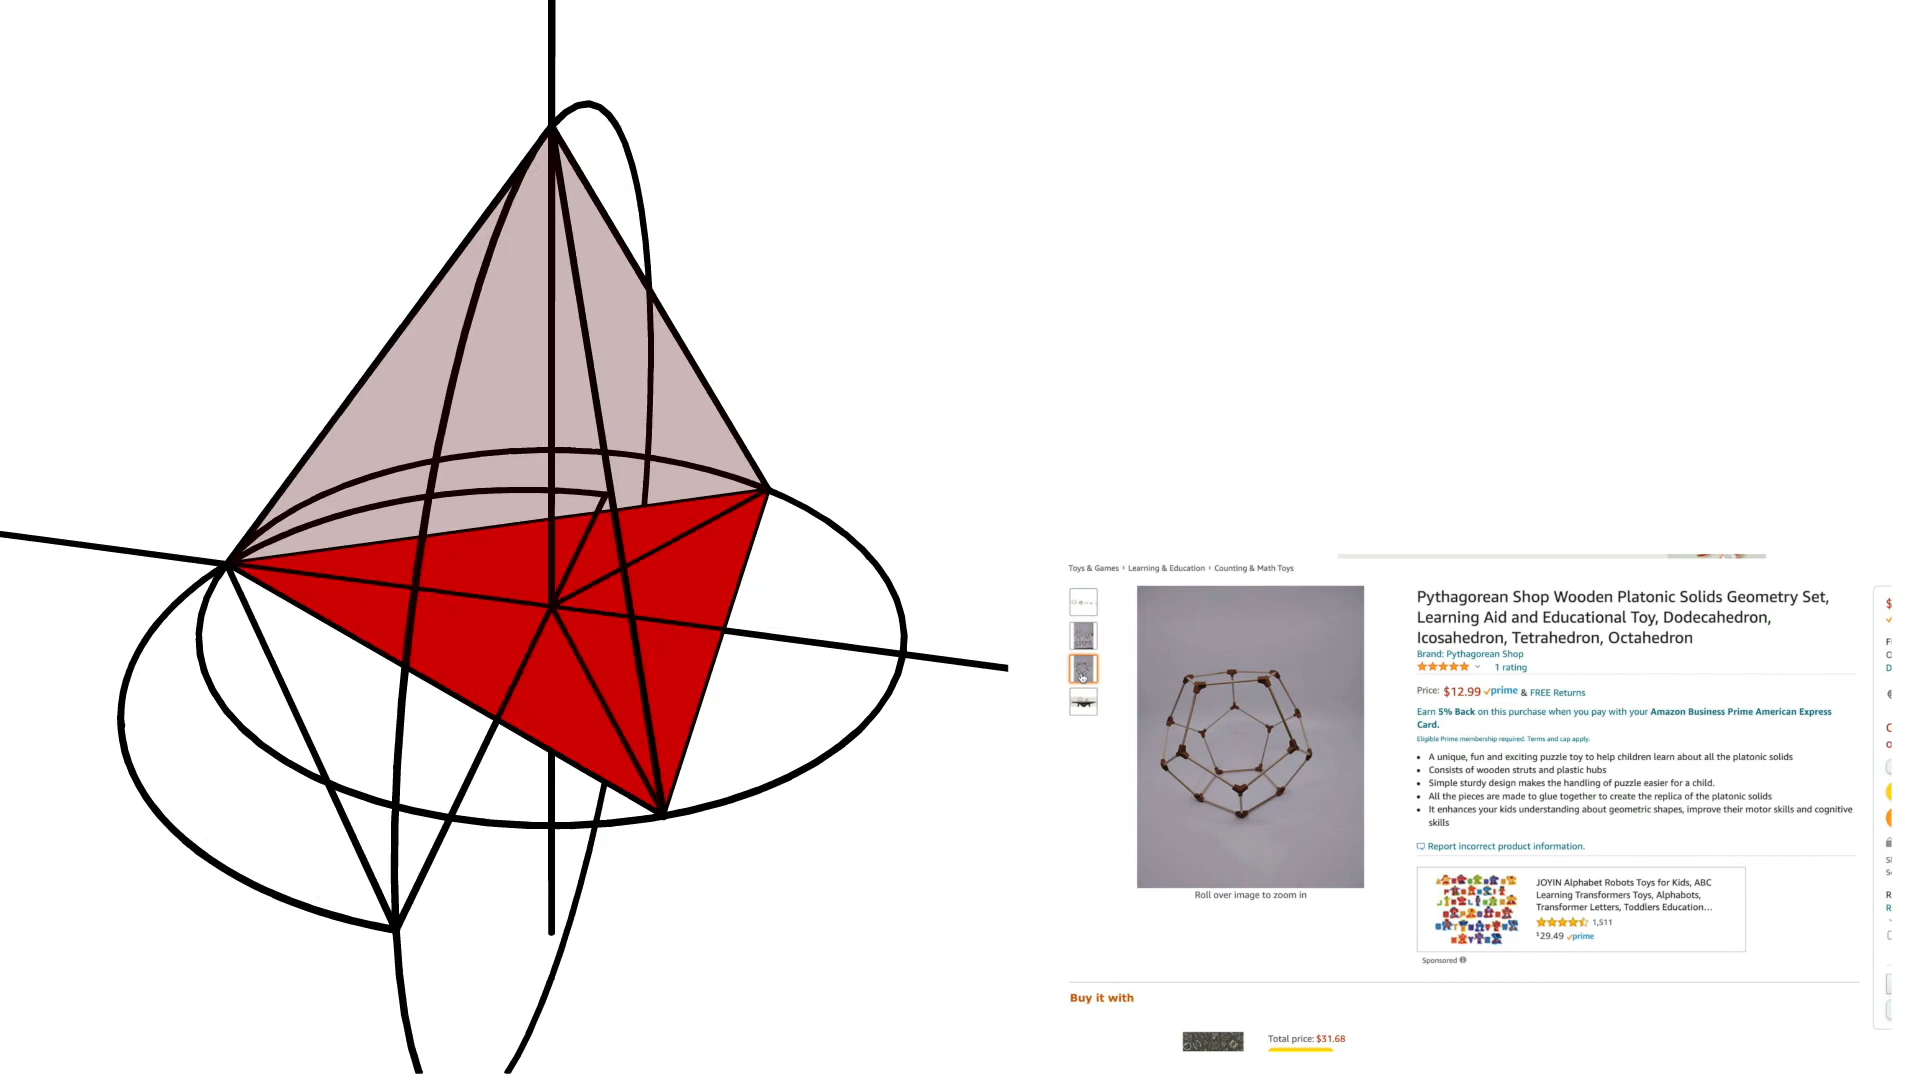 Toys & Games › Learning & Education › Counting & Math Toys
Pythagorean Shop Wooden Platonic Solids Geometry Set,
Learning Aid and Educational Toy, Dodecahedron,
Icosahedron, Tetrahedron, Octahedron
Brand: Pythagorean Shop
1 rating
Price: $12.99 prime & FREE Returns
Earn 5% Back on this purchase when you pay with your Amazon Business Prime American Express
Card.
Eligible Prime membership required. Terms and cap apply.
• A unique, fun and exciting puzzle toy to help children learn about all the platonic solids
• Consists of wooden struts and plastic hubs
• Simple sturdy design makes the handling of puzzle easier for a child.
• All the pieces are made to glue together to create the replica of the platonic solids
• It enhances your kids understanding about geometric shapes, improve their motor skills and cognitive
skills
Report incorrect product information.
Roll over image to zoom in
JOYIN Alphabet Robots Toys for Kids, ABC
Learning Transformers Toys, Alphabots,
Transformer Letters, Toddlers Education...
1,511
$29.49 prime
Sponsored
Buy it with
Total price: $31.68